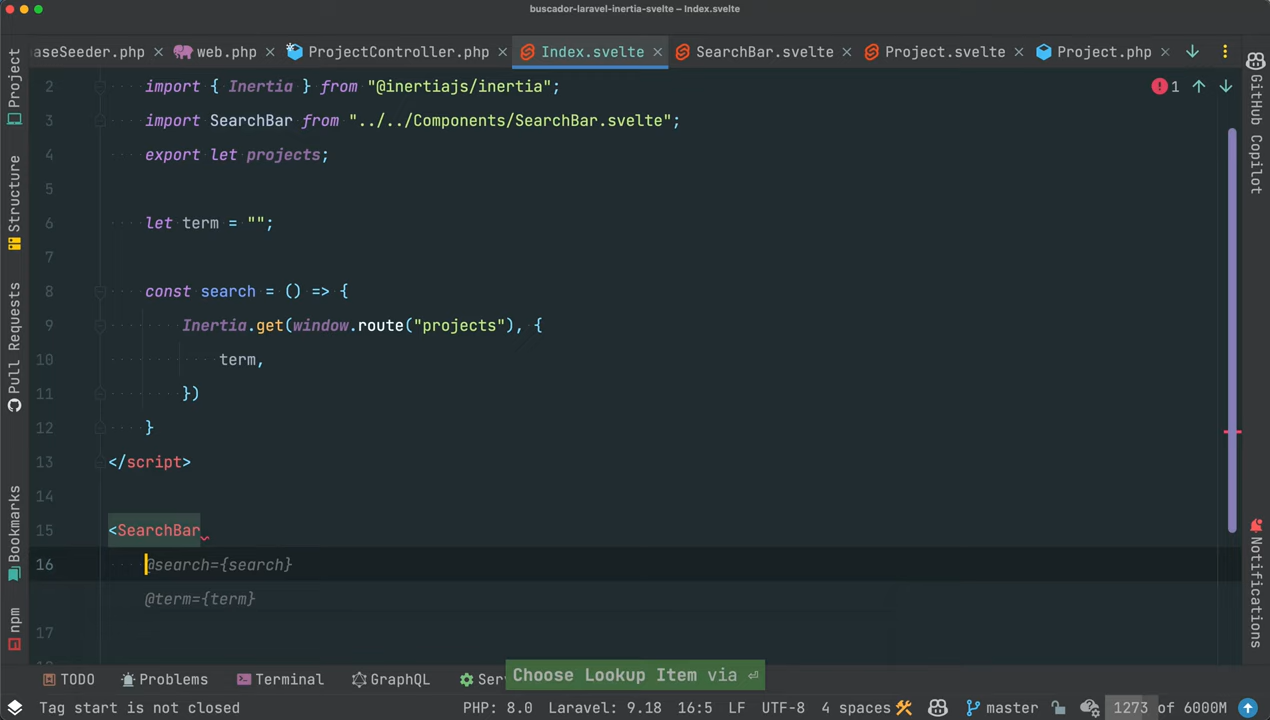 buscador-laravel-inertia-svelte – Index.svelte
aseSeeder.php
web.php
ProjectController.php
Index.svelte
SearchBar.svelte
Project.svelte
Project.php
2 import { Inertia } from "@inertiajs/inertia";
1
3 import SearchBar from "../../Components/SearchBar.svelte";
4 export let projects;
5
6 let term = "";
7
8 const search = () => {
9 Inertia.get(window.route("projects"), {
10 term,
11 })
12 }
13 </script>
14
15 <SearchBar
16 @search={search}
@term={term}
17
Project
Structure
Pull Requests
Bookmarks
npm
GitHub Copilot
Notifications
TODO
Problems
Terminal
GraphQL
Ser
Choose Lookup Item via ⏎
Tag start is not closed
PHP: 8.0
Laravel: 9.18
16:5
LF
UTF-8
4 spaces
master
1273 of 6000M